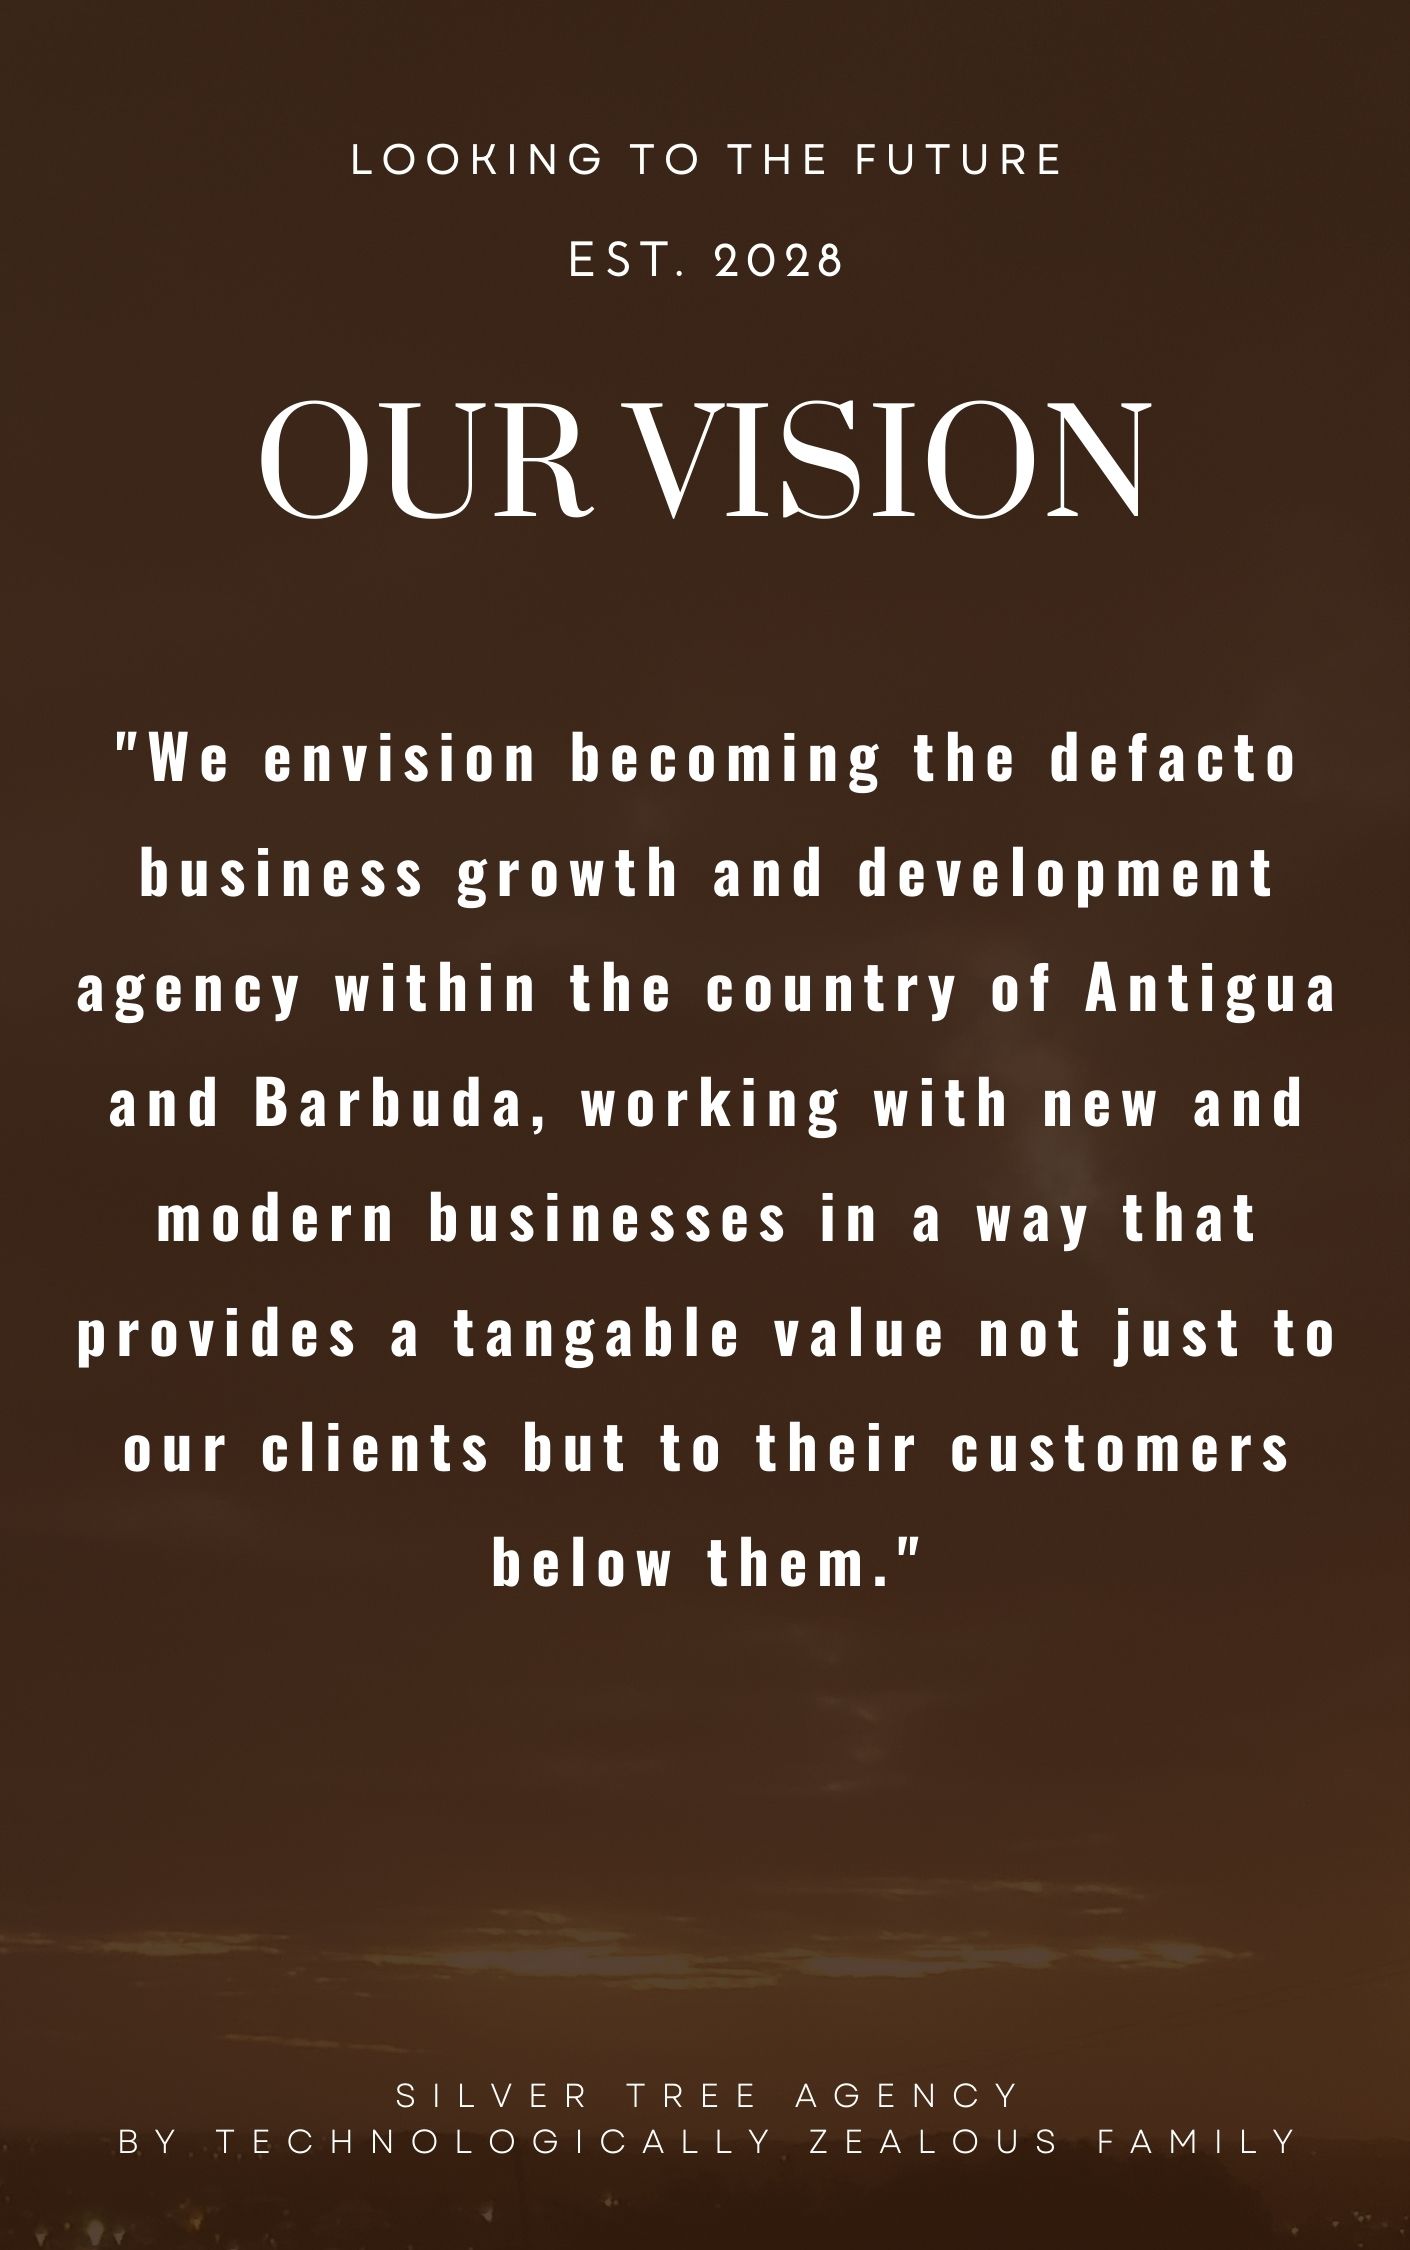 LOOKING TO THE FUTURE
EST. 2028
OUR VISION
"We envision becoming the defacto
business growth and development
agency within the country of Antigua
and Barbuda, working with new and
modern businesses in a way that
provides a tangable value not just to
our clients but to their customers
below them."
SILVER TREE AGENCY
BY TECHNOLOGICALLY ZEALOUS FAMILY